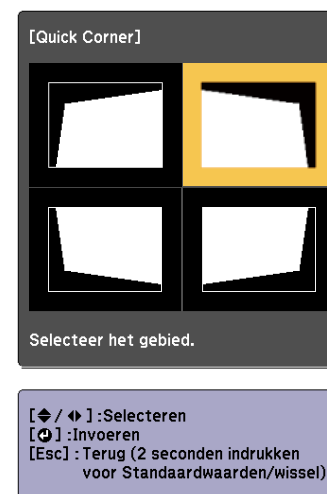 [Quick Corner]
Selecteer het gebied.
[◆/◆] :Selecteren
[↵] :Invoeren
[Esc] : Terug (2 seconden indrukken
voor Standaardwaarden/wissel)